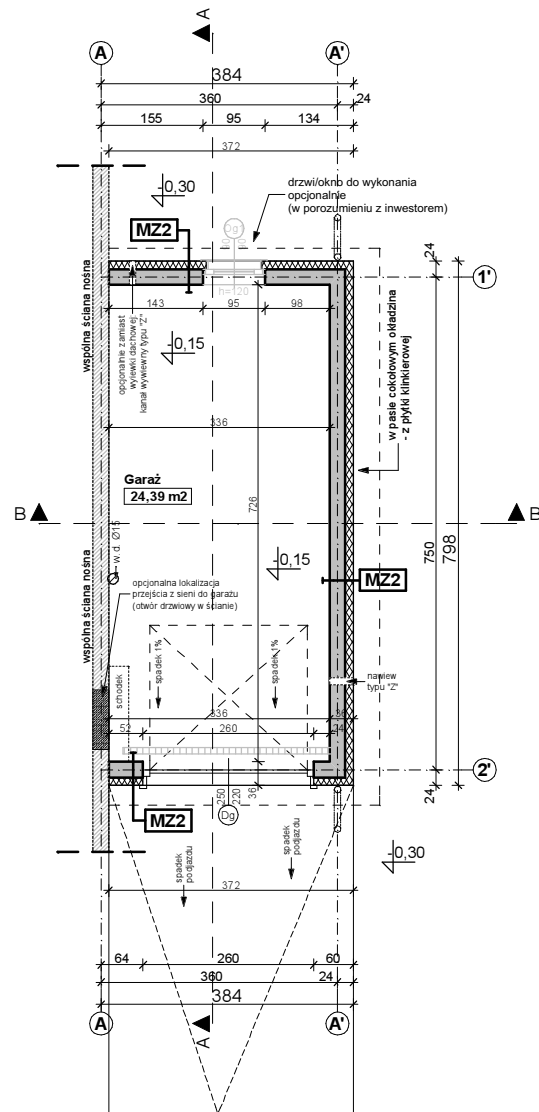 A
A
A'
384
360
24
155
95
134
372
-0,30
drzwi/okno do wykonania
opcjonalnie
(w porozumieniu z inwestorem)
MZ2
Dg1
24
1'
h=120
143
95
98
wspólna ściana nośna
opcjonalnie zamiast
wylewki dachowej:
kanał wywiewny typu "Z"
-0,15
w pasie cokołowym okładzina
- z płytki klinkierowej
336
Garaż
24,39 m2
726
B
B
750
798
w.d. Ø15
-0,15
MZ2
opcjonalna lokalizacja
przejścia z sieni do garażu
(otwór drzwiowy w ścianie)
wspólna ściana nośna
schodek
spadek 1%
spadek 1%
nawiew
typu "Z"
336
36
52
260
24
2'
24
MZ2
250
220
36
Dg
spadek
podjazdu
spadek
podjazdu
-0,30
372
64
260
60
360
24
384
A
A
A'